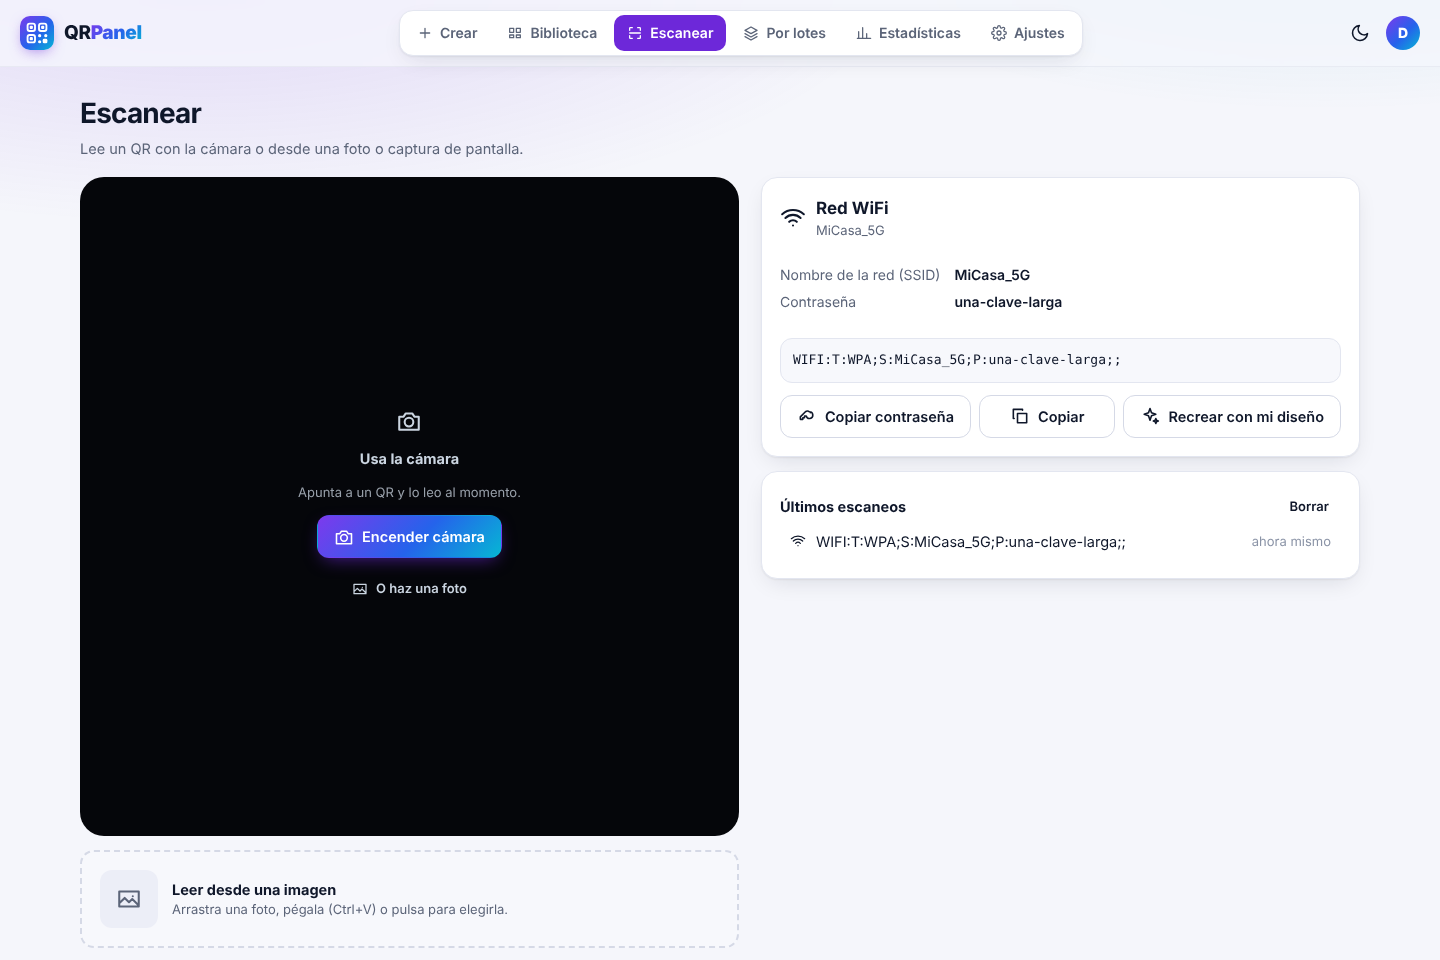 QRPanel
Crear
Biblioteca
Escanear
Por lotes
Estadísticas
Ajustes
D
Escanear
Lee un QR con la cámara o desde una foto o captura de pantalla.
Usa la cámara
Apunta a un QR y lo leo al momento.
Encender cámara
O haz una foto
Leer desde una imagen
Arrastra una foto, pégala (Ctrl+V) o pulsa para elegirla.
Red WiFi
MiCasa_5G
Nombre de la red (SSID) MiCasa_5G
Contraseña una-clave-larga
WIFI:T:WPA;S:MiCasa_5G;P:una-clave-larga;;
Copiar contraseña
Copiar
Recrear con mi diseño
Últimos escaneos
Borrar
WIFI:T:WPA;S:MiCasa_5G;P:una-clave-larga;;
ahora mismo